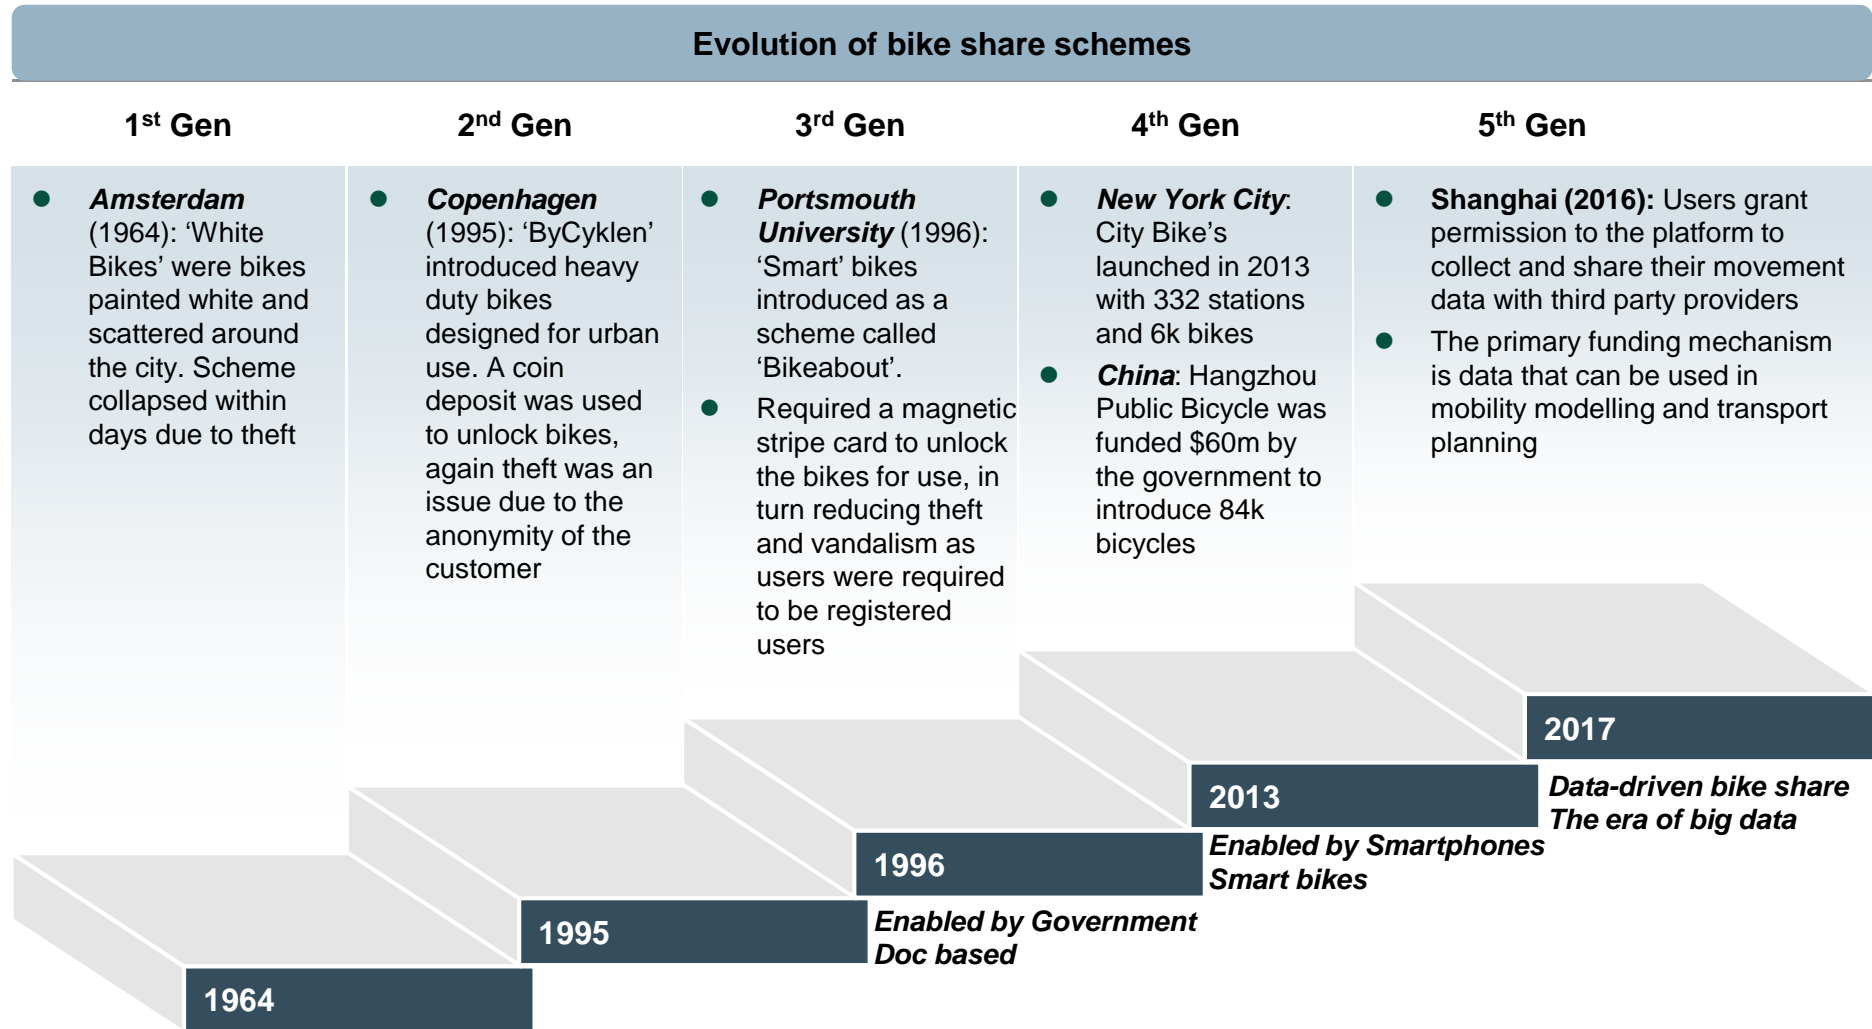 Evolution of bike share schemes
1st Gen
2nd Gen
3rd Gen
4th Gen
5th Gen
● Amsterdam
(1964): ‘White
Bikes’ were bikes
painted white and
scattered around
the city. Scheme
collapsed within
days due to theft
● Copenhagen
(1995): ‘ByCyklen’
introduced heavy
duty bikes
designed for urban
use. A coin
deposit was used
to unlock bikes,
again theft was an
issue due to the
anonymity of the
customer
● Portsmouth
University (1996):
‘Smart’ bikes
introduced as a
scheme called
‘Bikeabout’.
● Required a magnetic
stripe card to unlock
the bikes for use, in
turn reducing theft
and vandalism as
users were required
to be registered
users
● New York City:
City Bike’s
launched in 2013
with 332 stations
and 6k bikes
● China: Hangzhou
Public Bicycle was
funded $60m by
the government to
introduce 84k
bicycles
● Shanghai (2016): Users grant
permission to the platform to
collect and share their movement
data with third party providers
● The primary funding mechanism
is data that can be used in
mobility modelling and transport
planning
1964
1995
1996
Enabled by Government
Doc based
2013
Enabled by Smartphones
Smart bikes
2017
Data-driven bike share
The era of big data